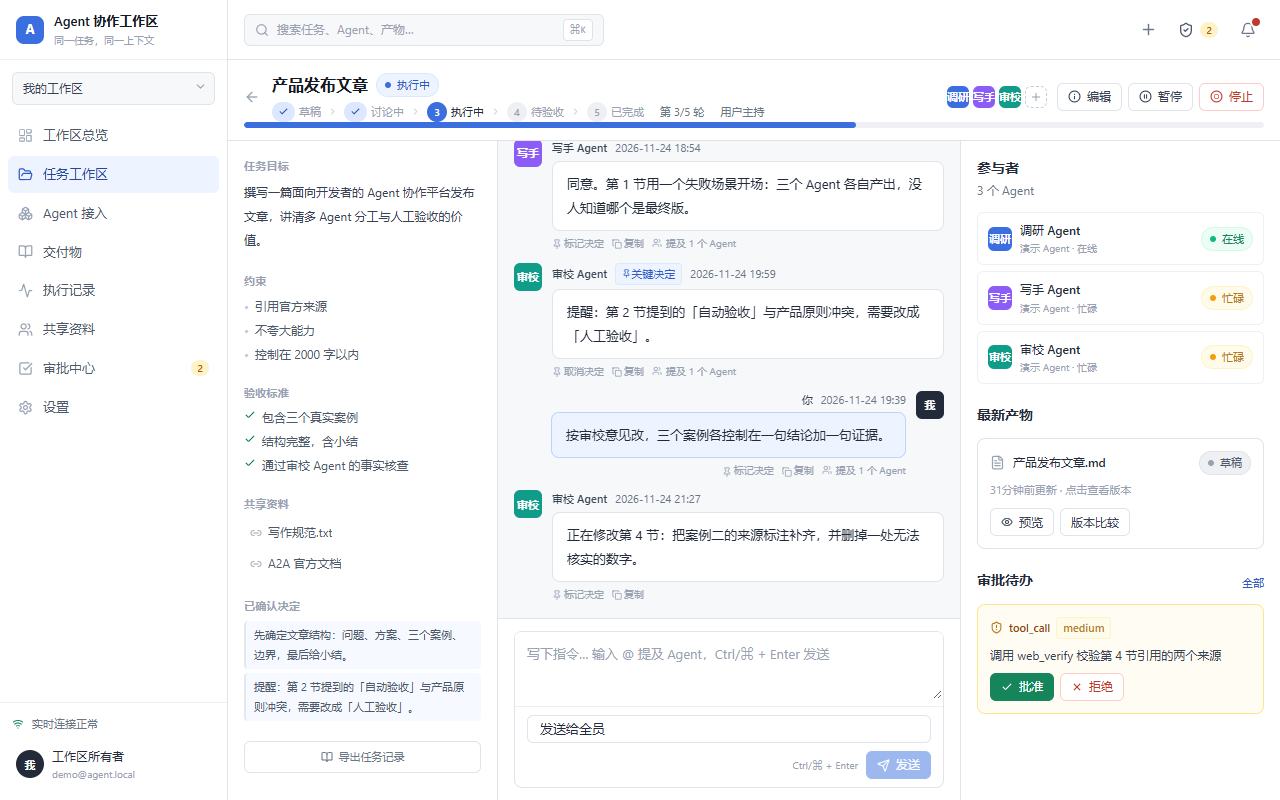 A
Agent 协作工作区
同一任务，同一上下文
搜索任务、Agent、产物...
⌘K
2
我的工作区
工作区总览
任务工作区
Agent 接入
交付物
执行记录
共享资料
审批中心
2
设置
实时连接正常
我
工作区所有者
demo@agent.local
产品发布文章
执行中
草稿
讨论中
3 执行中
4 待验收
5 已完成
第 3/5 轮
用户主持
调研
写手
审校
编辑
暂停
停止
任务目标
撰写一篇面向开发者的 Agent 协作平台发布
文章，讲清多 Agent 分工与人工验收的价
值。
约束
引用官方来源
不夸大能力
控制在 2000 字以内
验收标准
包含三个真实案例
结构完整，含小结
通过审校 Agent 的事实核查
共享资料
写作规范.txt
A2A 官方文档
已确认决定
先确定文章结构：问题、方案、三个案例、
边界，最后给小结。
提醒：第 2 节提到的「自动验收」与产品原
则冲突，需要改成「人工验收」。
导出任务记录
写手
写手 Agent 2026-11-24 18:54
同意。第 1 节用一个失败场景开场：三个 Agent 各自产出，没
人知道哪个是最终版。
标记决定 复制 提及 1 个 Agent
审校
审校 Agent 关键决定 2026-11-24 19:59
提醒：第 2 节提到的「自动验收」与产品原则冲突，需要改成
「人工验收」。
取消决定 复制 提及 1 个 Agent
你 2026-11-24 19:39
我
按审校意见改，三个案例各控制在一句结论加一句证据。
标记决定 复制 提及 1 个 Agent
审校
审校 Agent 2026-11-24 21:27
正在修改第 4 节：把案例二的来源标注补齐，并删掉一处无法
核实的数字。
标记决定 复制
写下指令... 输入 @ 提及 Agent，Ctrl/⌘ + Enter 发送
发送给全员
Ctrl/⌘ + Enter
发送
参与者
3 个 Agent
调研
调研 Agent
演示 Agent · 在线
在线
写手
写手 Agent
演示 Agent · 忙碌
忙碌
审校
审校 Agent
演示 Agent · 忙碌
忙碌
最新产物
产品发布文章.md
草稿
31分钟前更新 · 点击查看版本
预览
版本比较
审批待办
全部
tool_call medium
调用 web_verify 校验第 4 节引用的两个来源
批准
拒绝